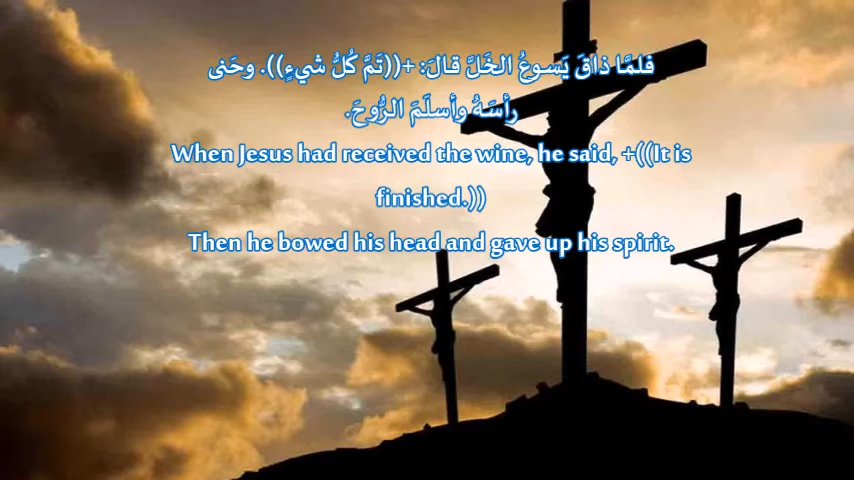 فلمَّا ذاقَ يَسوعُ الخَلَّ قالَ: +((تَمَّ كُلُّ شيءٍ)). وحَنى
رأسَهُ وأسلَمَ الرُّوحَ.
When Jesus had received the wine, he said, +((It is
finished.))
Then he bowed his head and gave up his spirit.